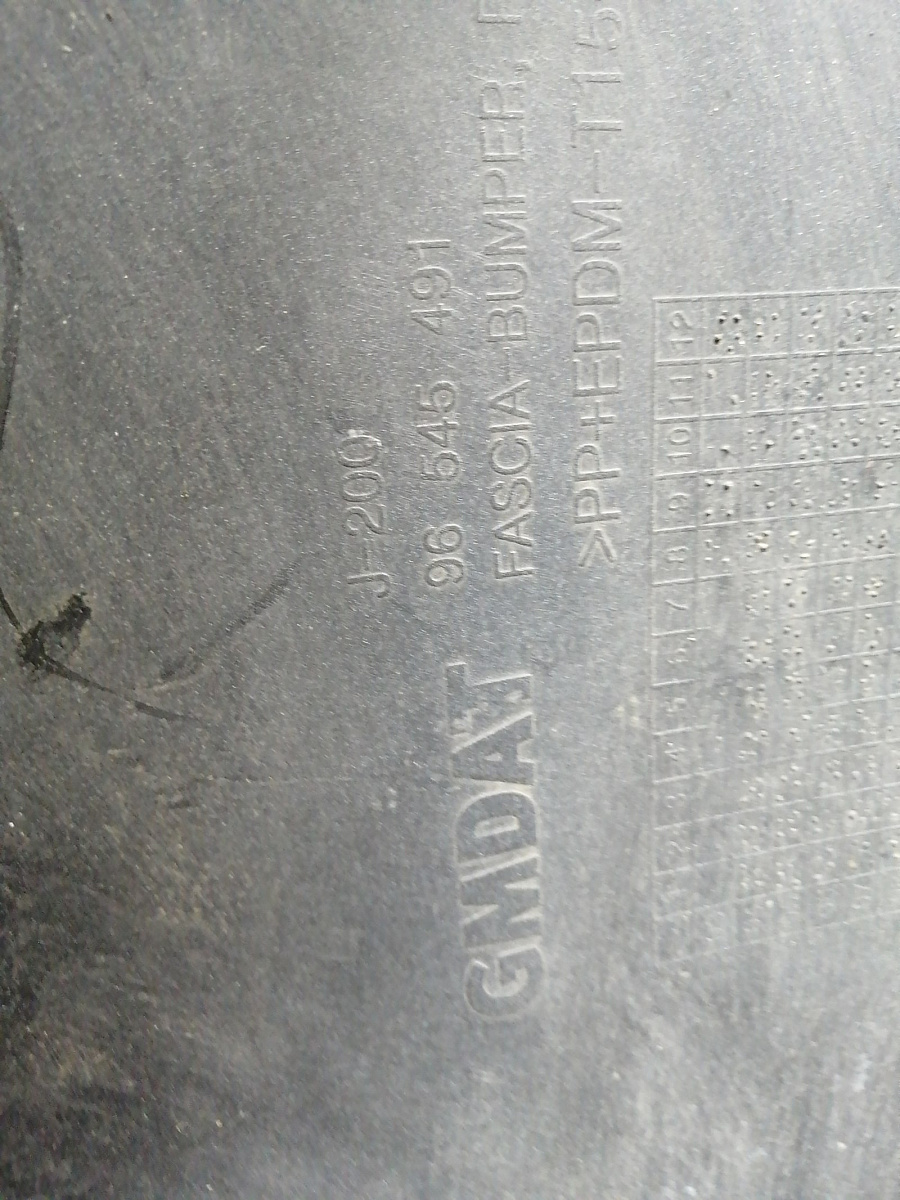 J-200
96 545 491
FASCIA-BUMPER, F
GMDAT
>PP+EPDM-T15
1 2 3 4 5 6 7 8 9 10 11 12